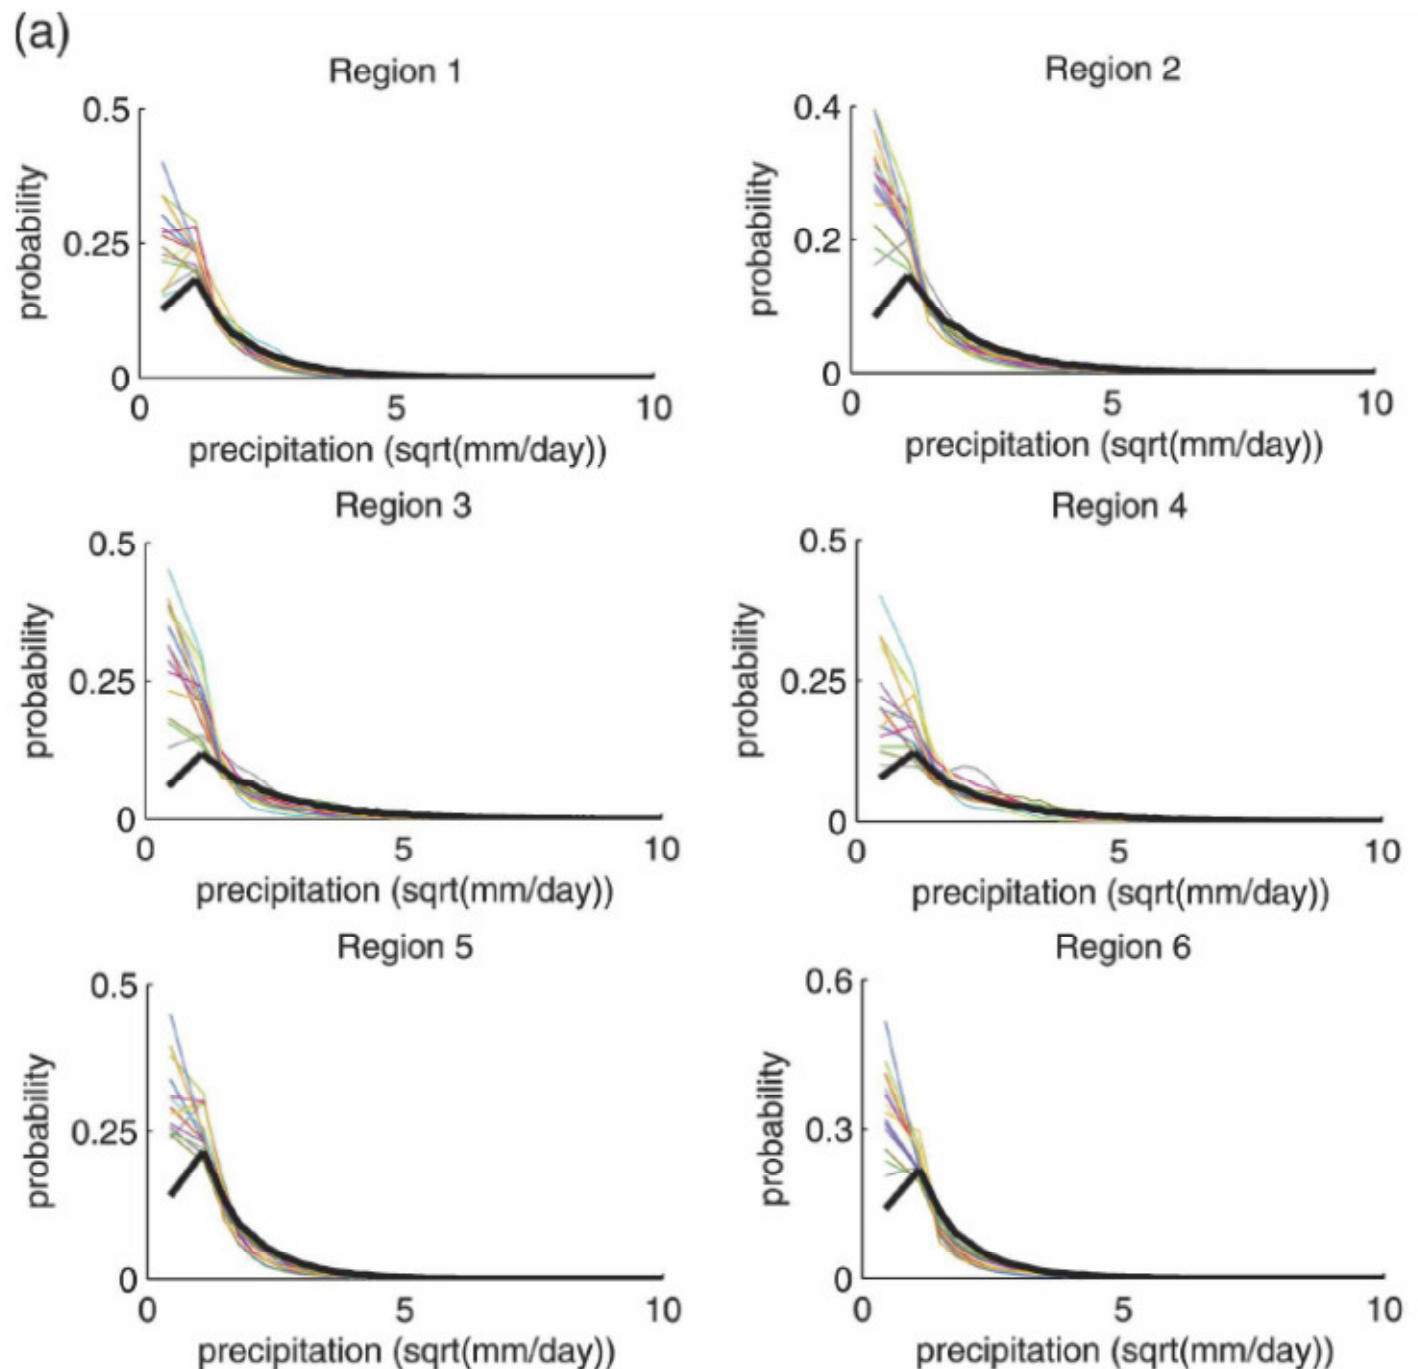 (a)
Region 1
0.5
0.25
0
probability
0 5 10
precipitation (sqrt(mm/day))
Region 2
0.4
0.2
0
probability
0 5 10
precipitation (sqrt(mm/day))
Region 3
0.5
0.25
0
probability
0 5 10
precipitation (sqrt(mm/day))
Region 4
0.5
0.25
0
probability
0 5 10
precipitation (sqrt(mm/day))
Region 5
0.5
0.25
0
probability
0 5 10
precipitation (sqrt(mm/day))
Region 6
0.6
0.3
0
probability
0 5 10
precipitation (sqrt(mm/day))